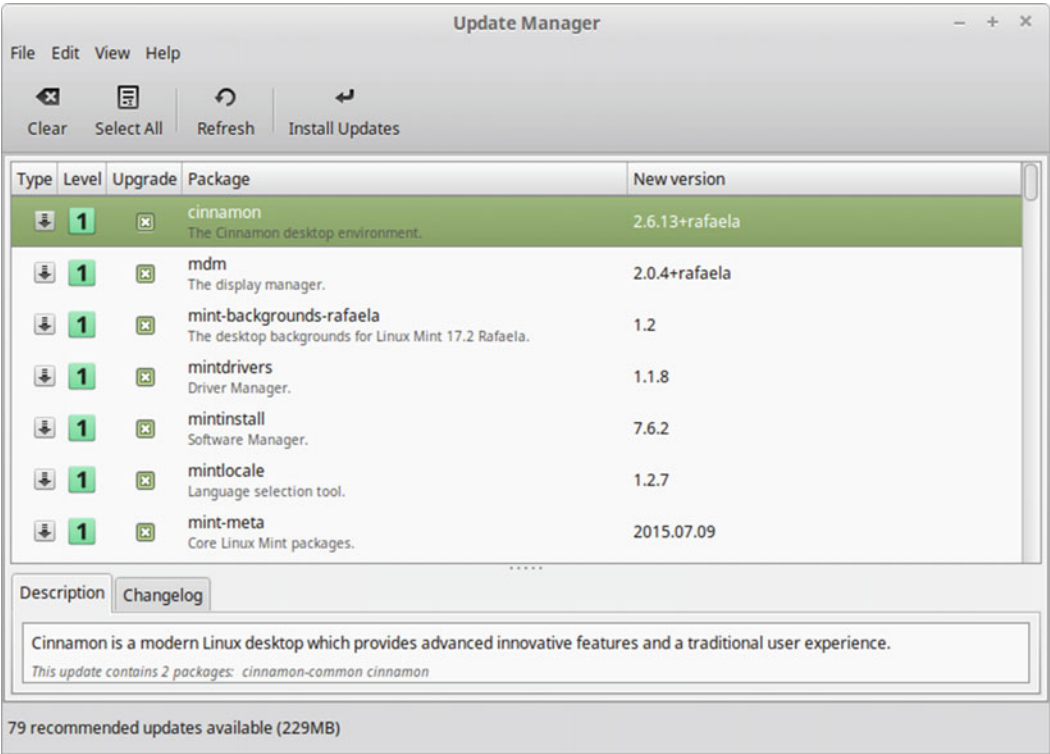 Update Manager
File Edit View Help
Clear Select All Refresh Install Updates
Type Level Upgrade Package New version
1 cinnamon
The Cinnamon desktop environment. 2.6.13+rafaela
1 mdm
The display manager. 2.0.4+rafaela
1 mint-backgrounds-rafaela
The desktop backgrounds for Linux Mint 17.2 Rafaela. 1.2
1 mintdrivers
Driver Manager. 1.1.8
1 mintinstall
Software Manager. 7.6.2
1 mintlocale
Language selection tool. 1.2.7
1 mint-meta
Core Linux Mint packages. 2015.07.09
Description Changelog
Cinnamon is a modern Linux desktop which provides advanced innovative features and a traditional user experience.
This update contains 2 packages: cinnamon-common cinnamon
79 recommended updates available (229MB)